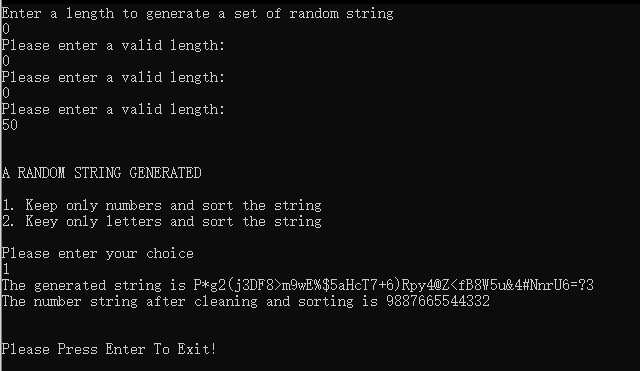 Enter a length to generate a set of random string
0
Please enter a valid length:
0
Please enter a valid length:
0
Please enter a valid length:
50
A RANDOM STRING GENERATED
1. Keep only numbers and sort the string
2. Keey only letters and sort the string
Please enter your choice
1
The generated string is P*g2(j3DF8>m9wE%$5aHcT7+6)Rpy4@Z<fB8W5u&4#NnrU6=?3
The number string after cleaning and sorting is 9887665544332
Please Press Enter To Exit!